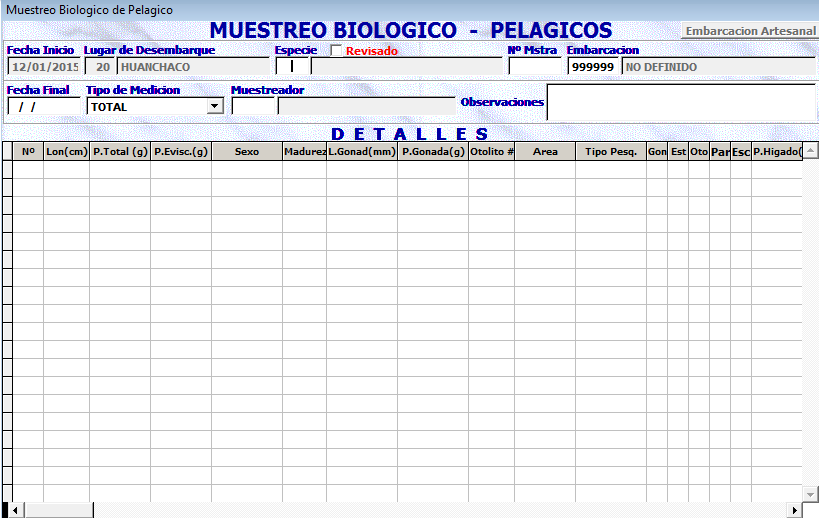 Muestreo Biologico de Pelagico
MUESTREO BIOLOGICO - PELAGICOS
Embarcacion Artesanal
Fecha Inicio Lugar de Desembarque Especie Revisado Nº Mstra Embarcacion
12/01/2015 20 HUANCHACO 999999 NO DEFINIDO
Fecha Final Tipo de Medicion Muestreador Observaciones
/ / TOTAL
D E T A L L E S
Nº Lon(cm) P.Total (g) P.Evisc.(g) Sexo Madurez L.Gonad(mm) P.Gonada(g) Otolito # Area Tipo Pesq. Gon Est Oto Par Esc P.Higado(